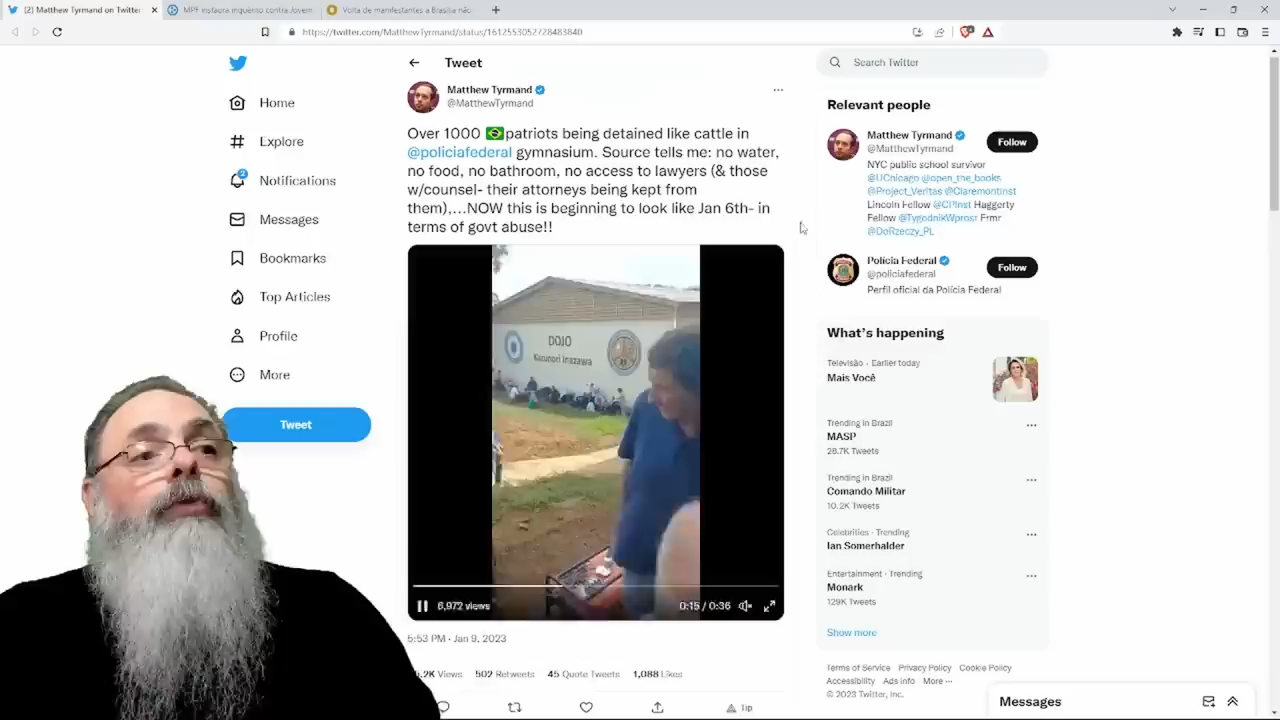 (2) Matthew Tyrmand on Twitter
MPF instaura inquérito contra Jovem
Volta de manifestantes a Brasília não
https://twitter.com/MatthewTyrmand/status/1612553052728483840
Home
Explore
2
Notifications
Messages
Bookmarks
Top Articles
Profile
More
Tweet
Tweet
Matthew Tyrmand
@MatthewTyrmand
Over 1000 🇧🇷patriots being detained like cattle in
@policiafederal gymnasium. Source tells me: no water,
no food, no bathroom, no access to lawyers (& those
w/counsel- their attorneys being kept from
them),...NOW this is beginning to look like Jan 6th- in
terms of govt abuse!!
DOJO
6,972 views
0:15 / 0:36
5:53 PM · Jan 9, 2023
.2K Views
502 Retweets
45 Quote Tweets
1,088 Likes
Tip
Search Twitter
Relevant people
Matthew Tyrmand
@MatthewTyrmand
Follow
NYC public school survivor
@UChicago @open_the_books
@Project_Veritas @ClaremontInst
Lincoln Fellow @CPInst Haggerty
Fellow @TygodnikWprost Frmr
@DoRzeczy_PL
Polícia Federal
@policiafederal
Follow
Perfil oficial da Polícia Federal
What's happening
Televisão · Earlier today
Mais Você
Trending in Brazil
MASP
26.7K Tweets
Trending in Brazil
Comando Militar
10.2K Tweets
Celebrities · Trending
Ian Somerhalder
Entertainment · Trending
Monark
129K Tweets
Show more
Terms of Service Privacy Policy Cookie Policy
Accessibility Ads info More ···
© 2023 Twitter, Inc.
Messages